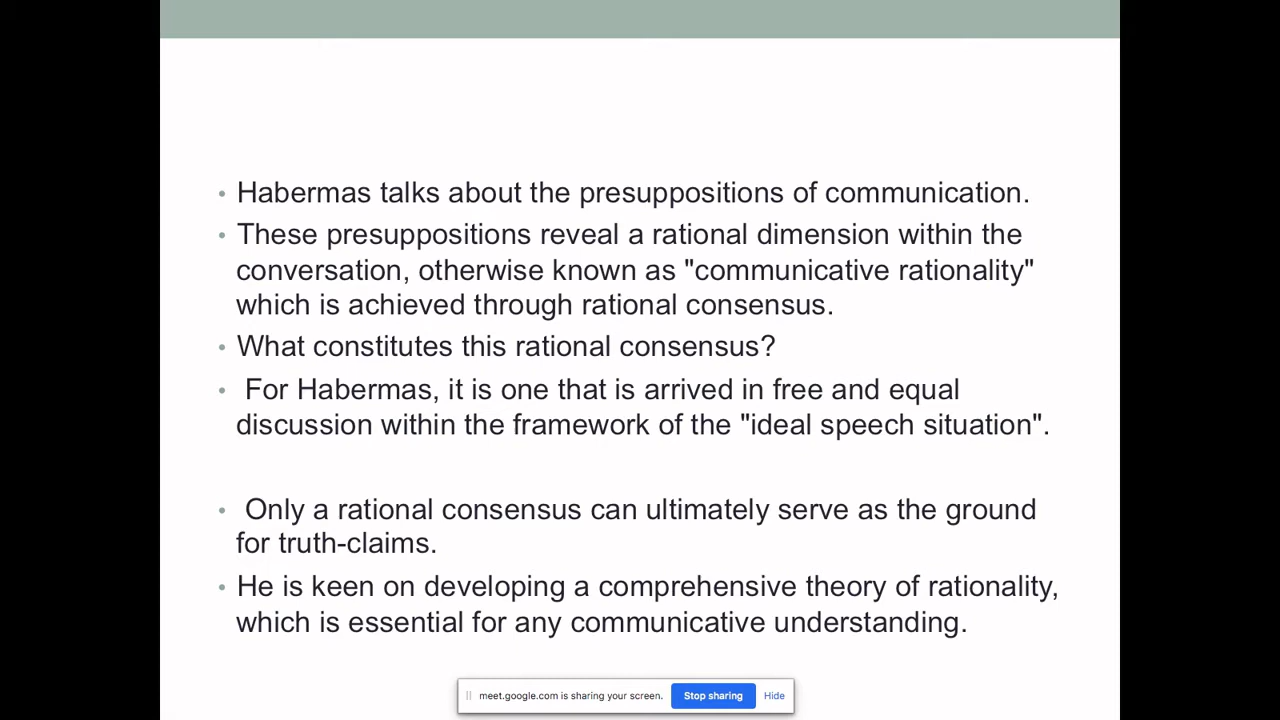 • Habermas talks about the presuppositions of communication.
• These presuppositions reveal a rational dimension within the
conversation, otherwise known as "communicative rationality"
which is achieved through rational consensus.
• What constitutes this rational consensus?
• For Habermas, it is one that is arrived in free and equal
discussion within the framework of the "ideal speech situation".
• Only a rational consensus can ultimately serve as the ground
for truth-claims.
• He is keen on developing a comprehensive theory of rationality,
which is essential for any communicative understanding.
meet.google.com is sharing your screen. Stop sharing Hide